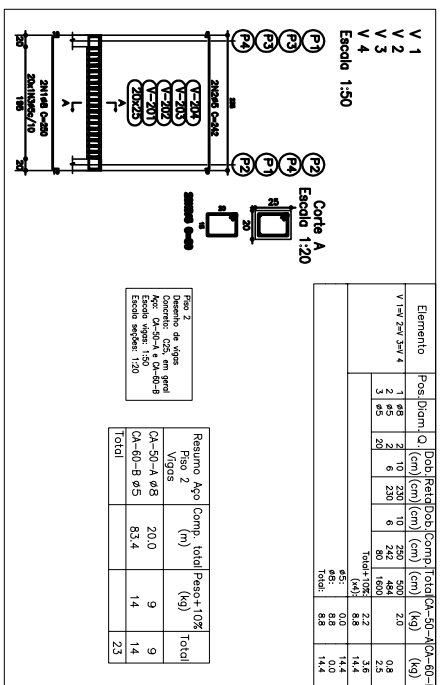 V 1
V 2
V 3
V 4
Escala 1:50
P1
P3
P3
P4
P2
P4
P1
P2
2N2ø5 C=242
V-204
V-203
V-202
V-201
20x25
A
A
2N1ø8 C=250
20x1N3ø5c/10
20
195
20
Corte A
Escala 1:20
20
Elemento Pos. Diam. Q. Dob. (cm) Reta (cm) Dob. (cm) Comp. (cm) Total (cm) CA-50-A (kg) CA-60-B (kg)
V 1=V 2=V 3=V 4 1 ø8 2 10 230 10 250 500 2.0
2 ø5 2 6 230 6 242 484 0.8
3 ø5 20 80 1600 2.5
Total+10%: 2.2 3.6
(x4): 8.8 14.4
ø5: 0.0 14.4
ø8: 8.8 0.0
Total: 8.8 14.4
Piso 2
Desenho de vigas
Concreto: C25, em geral
Aço: CA-50-A e CA-60-B
Escala vigas: 1:50
Escala seções: 1:20
Resumo Aço
Piso 2
Vigas
Comp. total (m) Peso+10% (kg) Total
CA-50-A ø8 20.0 9 9
CA-60-B ø5 83.4 14 14
Total 23